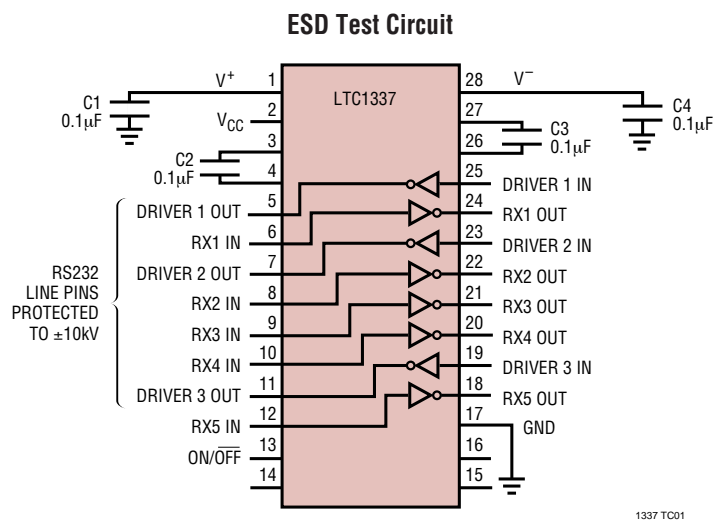 ESD Test Circuit
V+ 1 LTC1337 28 V–
C1
0.1µF
2 27
VCC
C3
0.1µF
C4
0.1µF
3 26
C2
0.1µF
4 25 DRIVER 1 IN
DRIVER 1 OUT 5 24 RX1 OUT
RX1 IN 6 23 DRIVER 2 IN
DRIVER 2 OUT 7 22 RX2 OUT
RX2 IN 8 21 RX3 OUT
RX3 IN 9 20 RX4 OUT
RX4 IN 10 19 DRIVER 3 IN
DRIVER 3 OUT 11 18 RX5 OUT
RX5 IN 12 17 GND
ON/OFF 13 16
14 15
RS232
LINE PINS
PROTECTED
TO ±10kV
1337 TC01